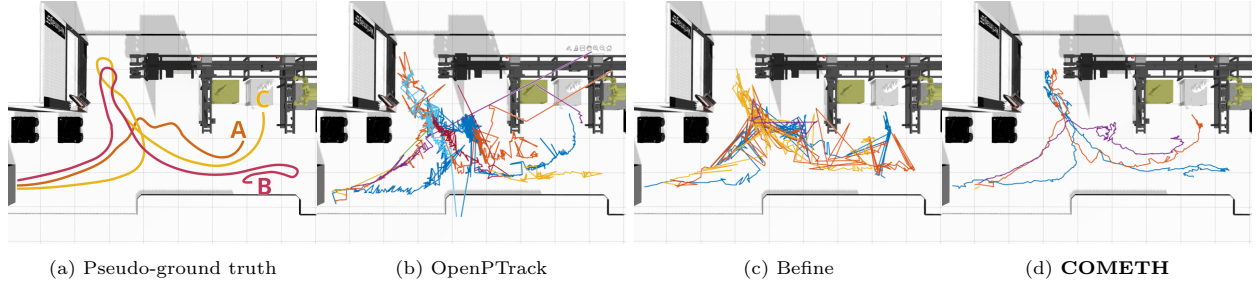 C
A
B
(a) Pseudo-ground truth
(b) OpenPTrack
(c) Befine
(d) COMETH